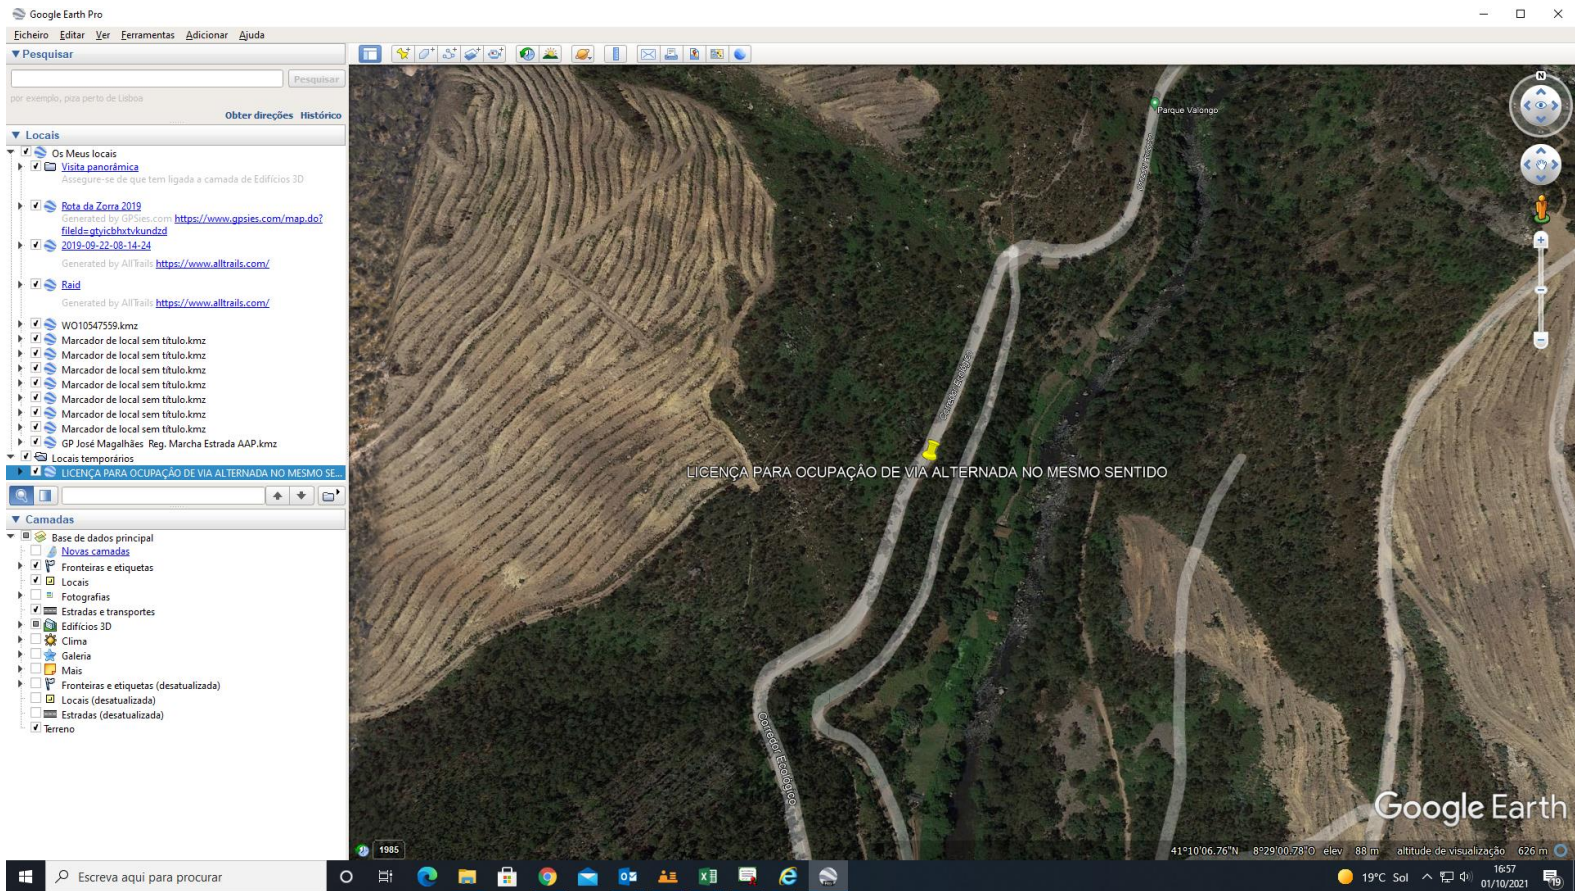 Google Earth Pro
Ficheiro Editar Ver Ferramentas Adicionar Ajuda
Pesquisar
Pesquisar
por exemplo, piza perto de Lisboa
Obter direções Histórico
Locais
Os Meus locais
Visita panorâmica
Assegure-se de que tem ligada a camada de Edifícios 3D
Rota da Zorra 2019
Generated by GPSies.com https://www.gpsies.com/map.do?
fileId=gtyicbhxtvkundzd
2019-09-22-08-14-24
Generated by AllTrails https://www.alltrails.com/
Raid
Generated by AllTrails https://www.alltrails.com/
WO10547559.kmz
Marcador de local sem título.kmz
Marcador de local sem título.kmz
Marcador de local sem título.kmz
Marcador de local sem título.kmz
Marcador de local sem título.kmz
Marcador de local sem título.kmz
Marcador de local sem título.kmz
GP José Magalhães Reg. Marcha Estrada AAP.kmz
Locais temporários
LICENÇA PARA OCUPAÇÃO DE VIA ALTERNADA NO MESMO SE...
Camadas
Base de dados principal
Novas camadas
Fronteiras e etiquetas
Locais
Fotografias
Estradas e transportes
Edifícios 3D
Clima
Galeria
Mais
Fronteiras e etiquetas (desatualizada)
Locais (desatualizada)
Estradas (desatualizada)
Terreno
N
Parque Valongo
Corredor Ecológico
LICENÇA PARA OCUPAÇÃO DE VIA ALTERNADA NO MESMO SENTIDO
Corredor Ecológico
Google Earth
1985
41°10'06.76"N 8°29'00.78"O elev 88 m altitude de visualização 626 m
Escreva aqui para procurar
19°C Sol
16:57
01/10/2021
19